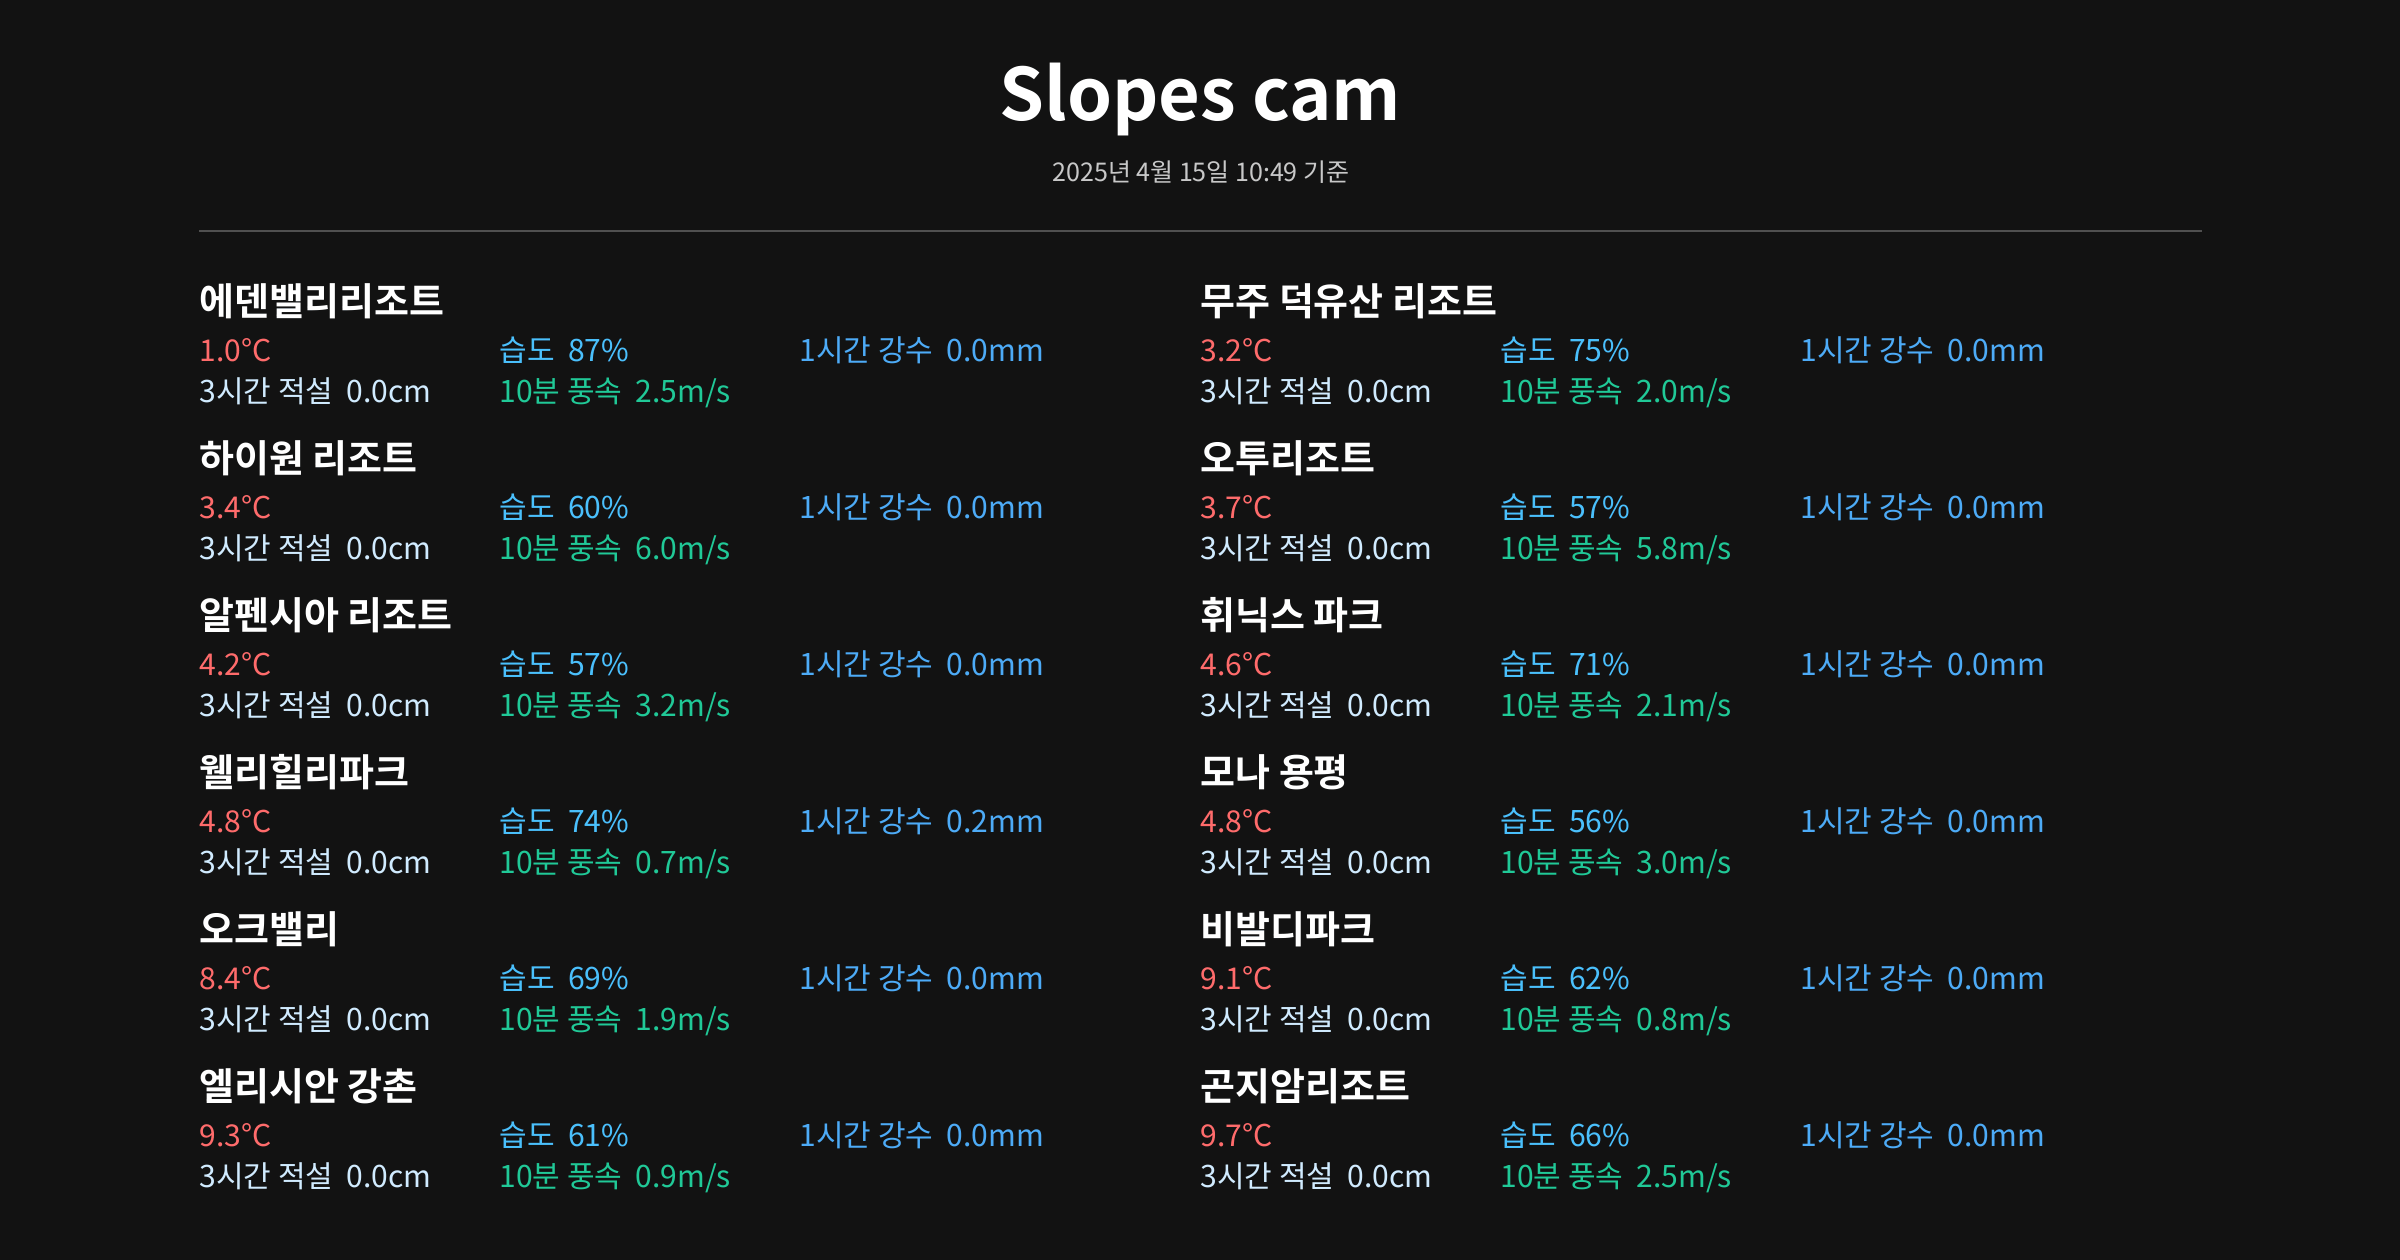 Slopes cam
2025년 4월 15일 10:49 기준
에덴밸리리조트
1.0°C 습도 87% 1시간 강수 0.0mm
3시간 적설 0.0cm 10분 풍속 2.5m/s
무주 덕유산 리조트
3.2°C 습도 75% 1시간 강수 0.0mm
3시간 적설 0.0cm 10분 풍속 2.0m/s
하이원 리조트
3.4°C 습도 60% 1시간 강수 0.0mm
3시간 적설 0.0cm 10분 풍속 6.0m/s
오투리조트
3.7°C 습도 57% 1시간 강수 0.0mm
3시간 적설 0.0cm 10분 풍속 5.8m/s
알펜시아 리조트
4.2°C 습도 57% 1시간 강수 0.0mm
3시간 적설 0.0cm 10분 풍속 3.2m/s
휘닉스 파크
4.6°C 습도 71% 1시간 강수 0.0mm
3시간 적설 0.0cm 10분 풍속 2.1m/s
웰리힐리파크
4.8°C 습도 74% 1시간 강수 0.2mm
3시간 적설 0.0cm 10분 풍속 0.7m/s
모나 용평
4.8°C 습도 56% 1시간 강수 0.0mm
3시간 적설 0.0cm 10분 풍속 3.0m/s
오크밸리
8.4°C 습도 69% 1시간 강수 0.0mm
3시간 적설 0.0cm 10분 풍속 1.9m/s
비발디파크
9.1°C 습도 62% 1시간 강수 0.0mm
3시간 적설 0.0cm 10분 풍속 0.8m/s
엘리시안 강촌
9.3°C 습도 61% 1시간 강수 0.0mm
3시간 적설 0.0cm 10분 풍속 0.9m/s
곤지암리조트
9.7°C 습도 66% 1시간 강수 0.0mm
3시간 적설 0.0cm 10분 풍속 2.5m/s